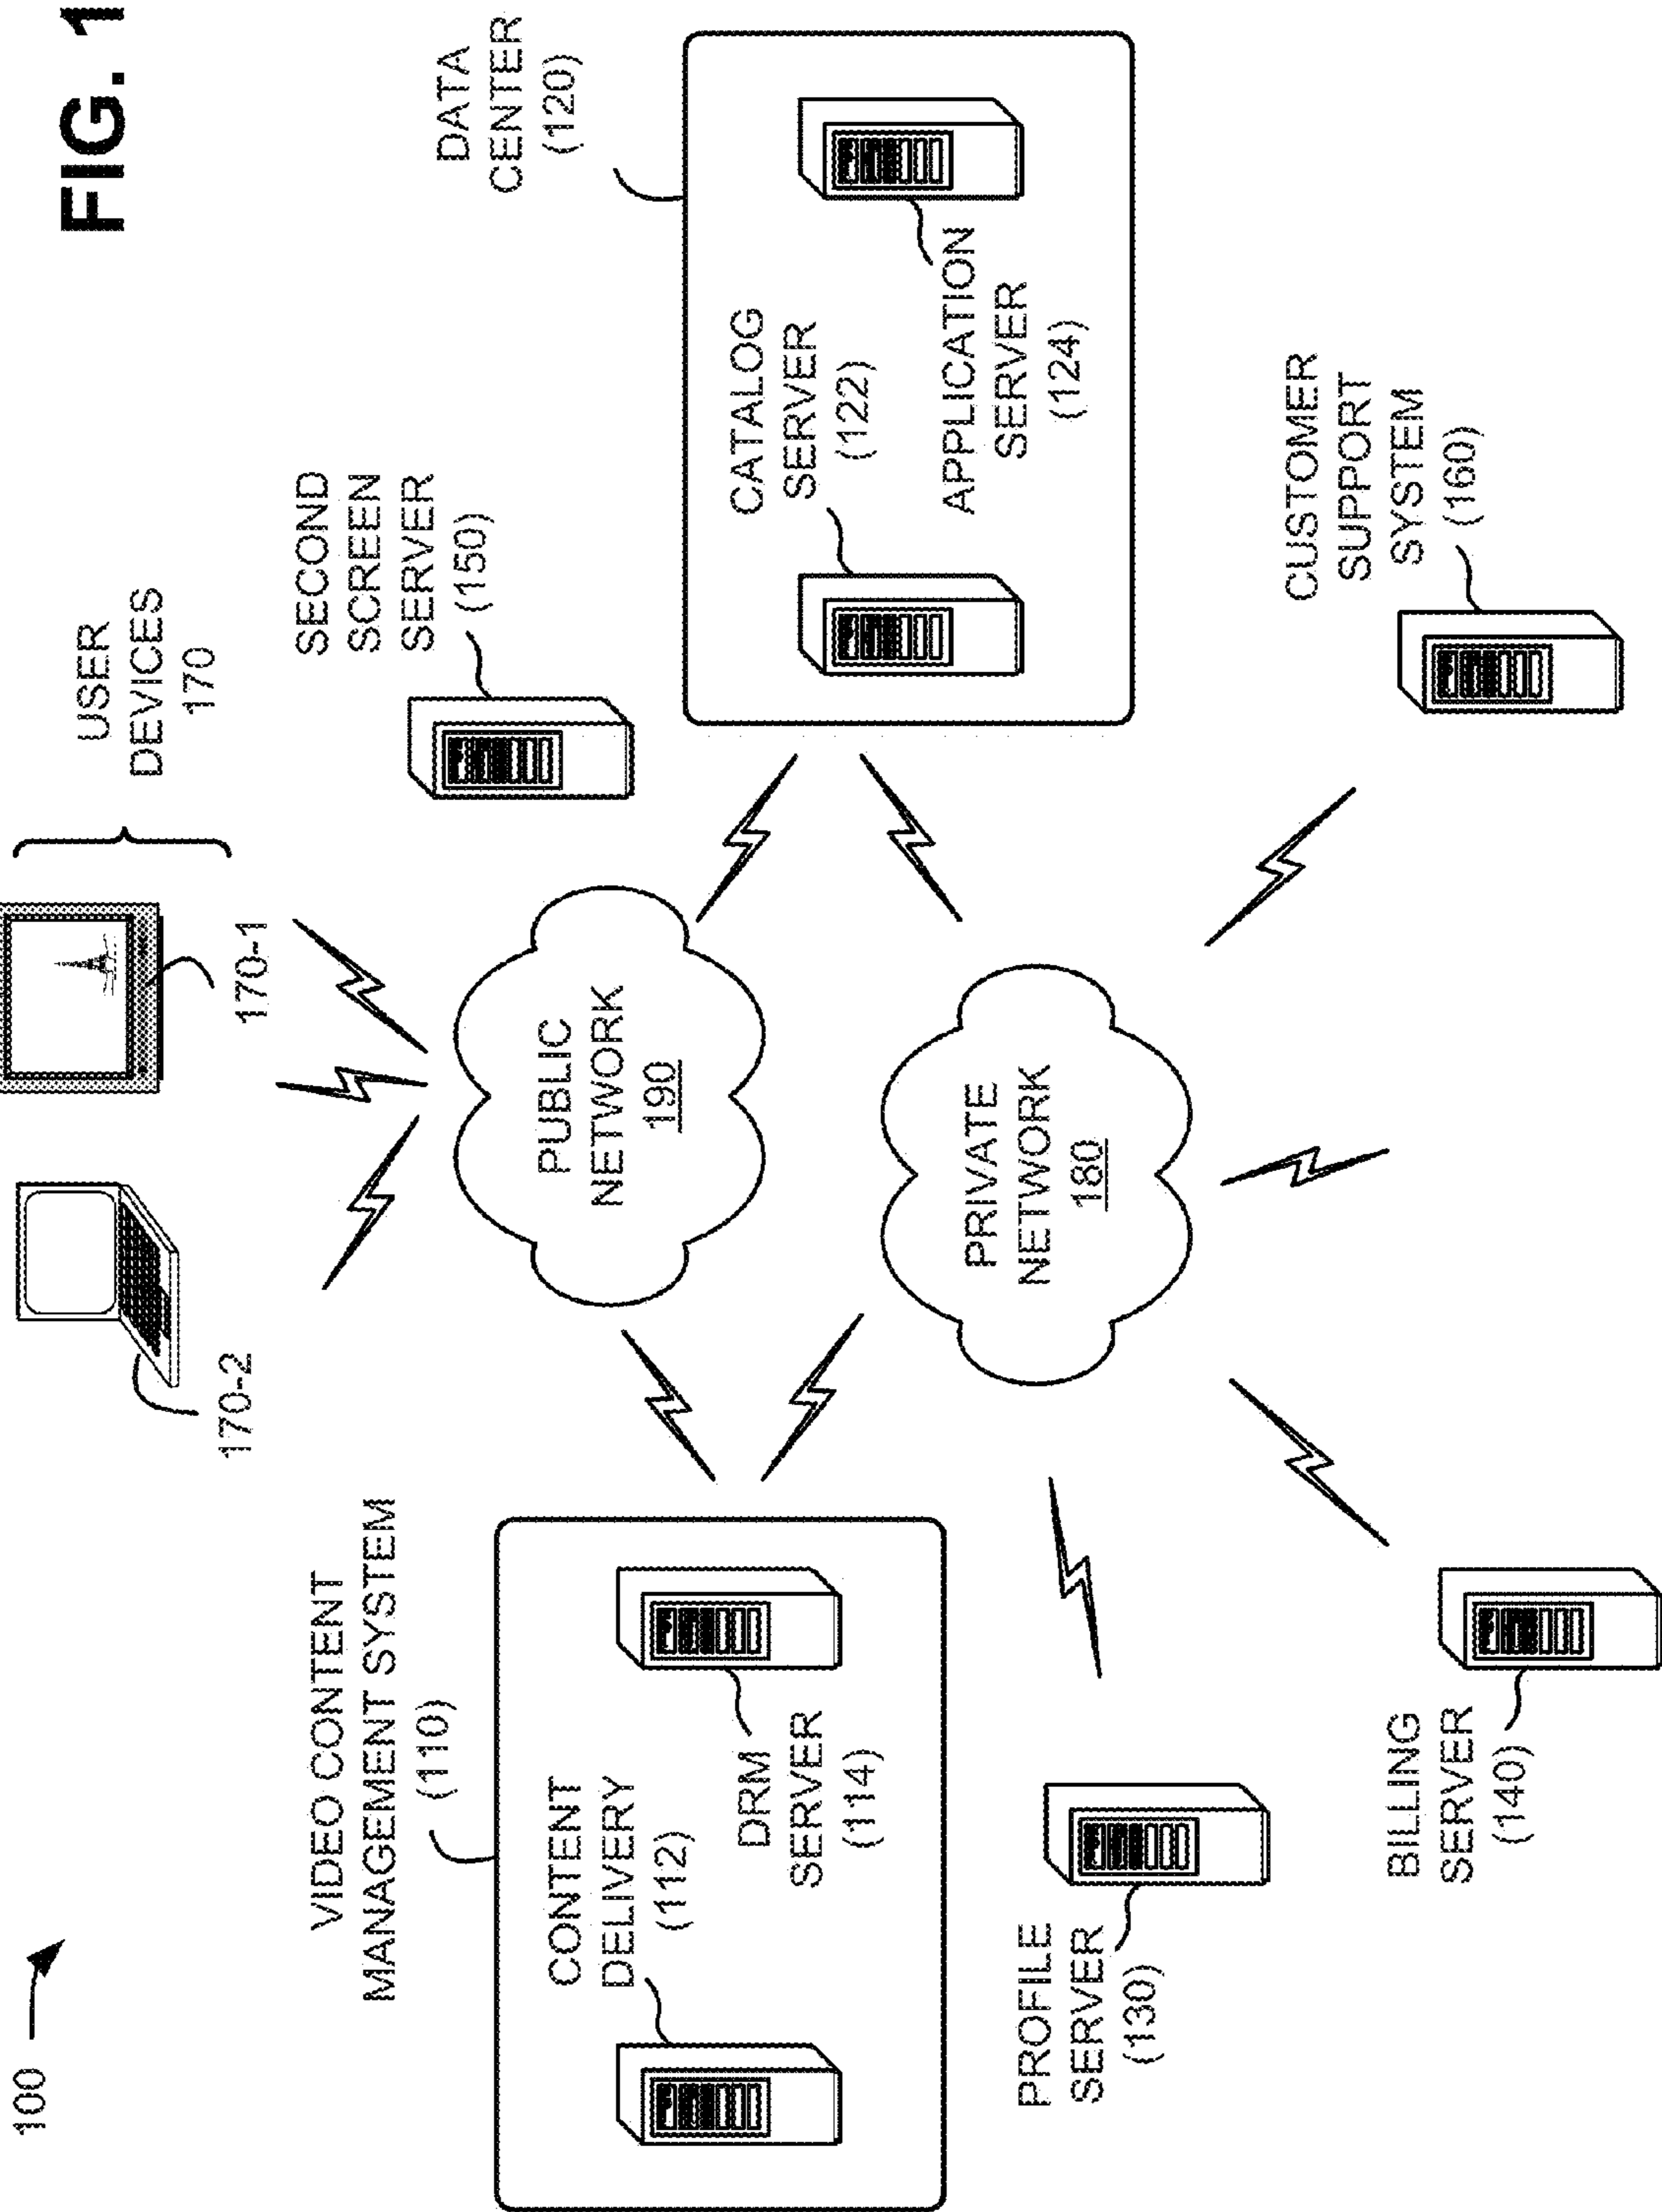 FIG. 1
100
170-2
170-1
USER
DEVICES
170
VIDEO CONTENT
MANAGEMENT SYSTEM
(110)
CONTENT
DELIVERY
(112)
DRM
SERVER
(114)
PUBLIC
NETWORK
190
SECOND
SCREEN
SERVER
(150)
DATA
CENTER
(120)
CATALOG
SERVER
(122)
APPLICATION
SERVER
(124)
PRIVATE
NETWORK
180
PROFILE
SERVER
(130)
BILLING
SERVER
(140)
CUSTOMER
SUPPORT
SYSTEM
(160)